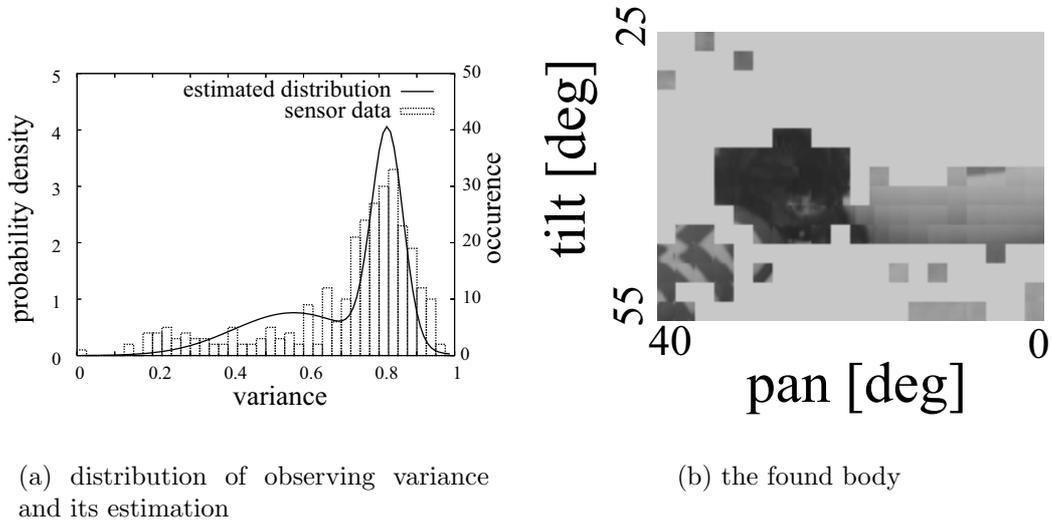 5
4
3
2
1
0
probability density
estimated distribution
sensor data
50
40
30
20
10
0
occurence
0
0.2
0.4
0.6
0.8
1
variance
(a) distribution of observing variance
and its estimation
25
55
tilt [deg]
40
0
pan [deg]
(b) the found body